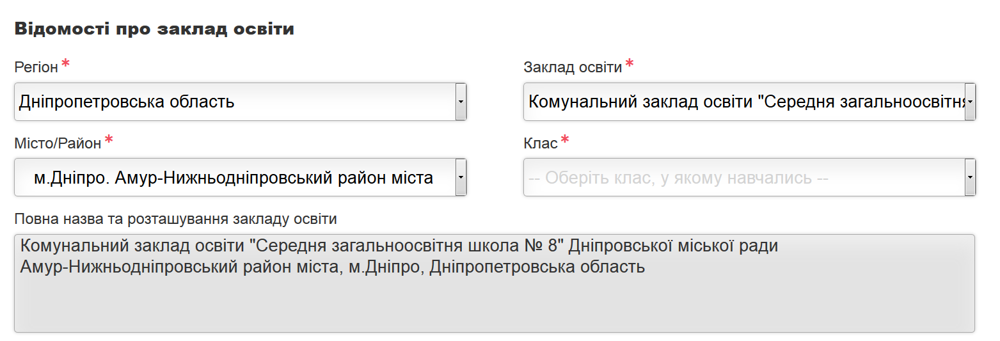 Відомості про заклад освіти
Регіон *
Заклад освіти *
Дніпропетровська область
Комунальний заклад освіти "Середня загальноосвітня
Місто/Район *
Клас *
м.Дніпро. Амур-Нижньодніпровський район міста
-- Оберіть клас, у якому навчались --
Повна назва та розташування закладу освіти
Комунальний заклад освіти "Середня загальноосвітня школа № 8" Дніпровської міської ради
Амур-Нижньодніпровський район міста, м.Дніпро, Дніпропетровська область